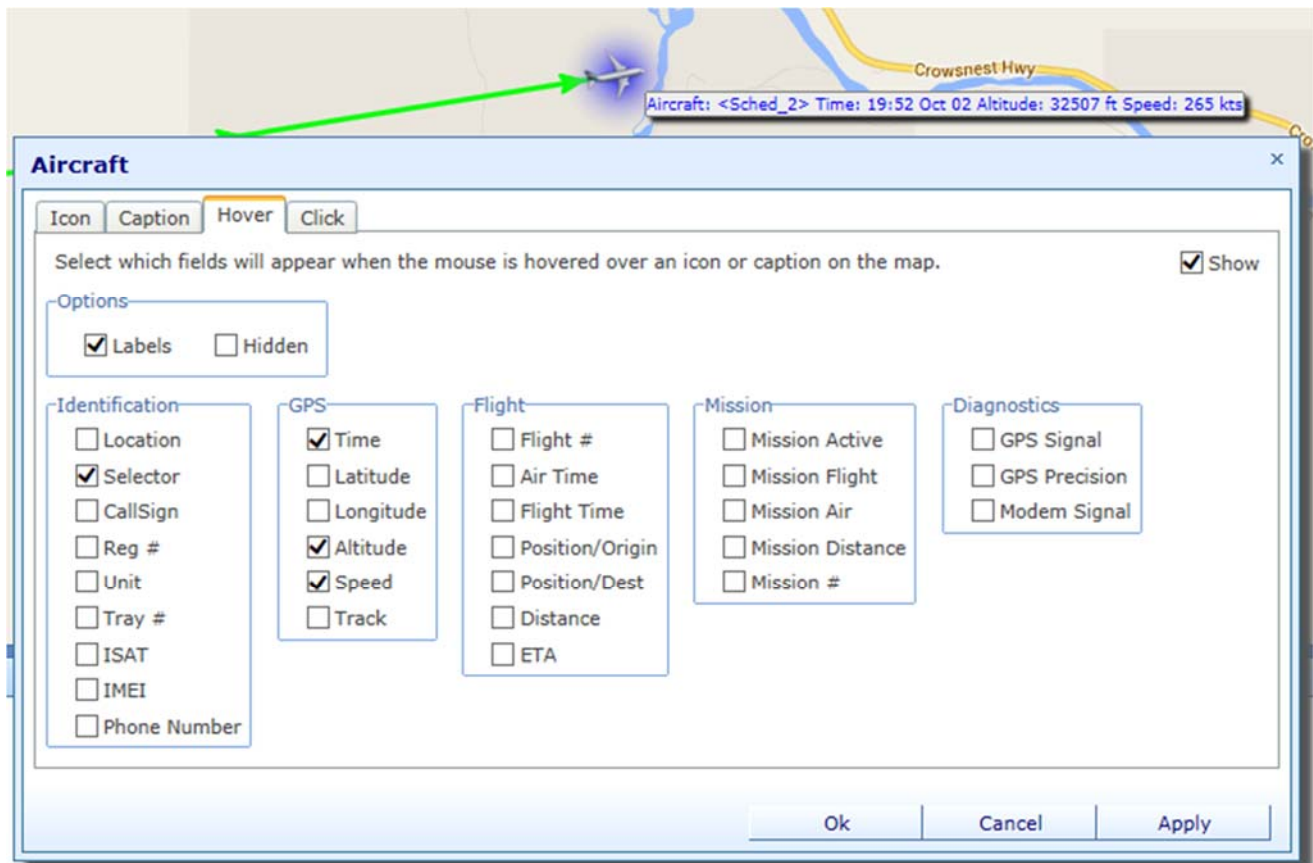 Crowsnest Hwy
Aircraft: <Sched_2> Time: 19:52 Oct 02 Altitude: 32507 ft Speed: 265 kts
Aircraft
×
Icon Caption Hover Click
Select which fields will appear when the mouse is hovered over an icon or caption on the map.
Show
Options
Labels Hidden
Identification
Location
Selector
CallSign
Reg #
Unit
Tray #
ISAT
IMEI
Phone Number
GPS
Time
Latitude
Longitude
Altitude
Speed
Track
Flight
Flight #
Air Time
Flight Time
Position/Origin
Position/Dest
Distance
ETA
Mission
Mission Active
Mission Flight
Mission Air
Mission Distance
Mission #
Diagnostics
GPS Signal
GPS Precision
Modem Signal
Ok Cancel Apply